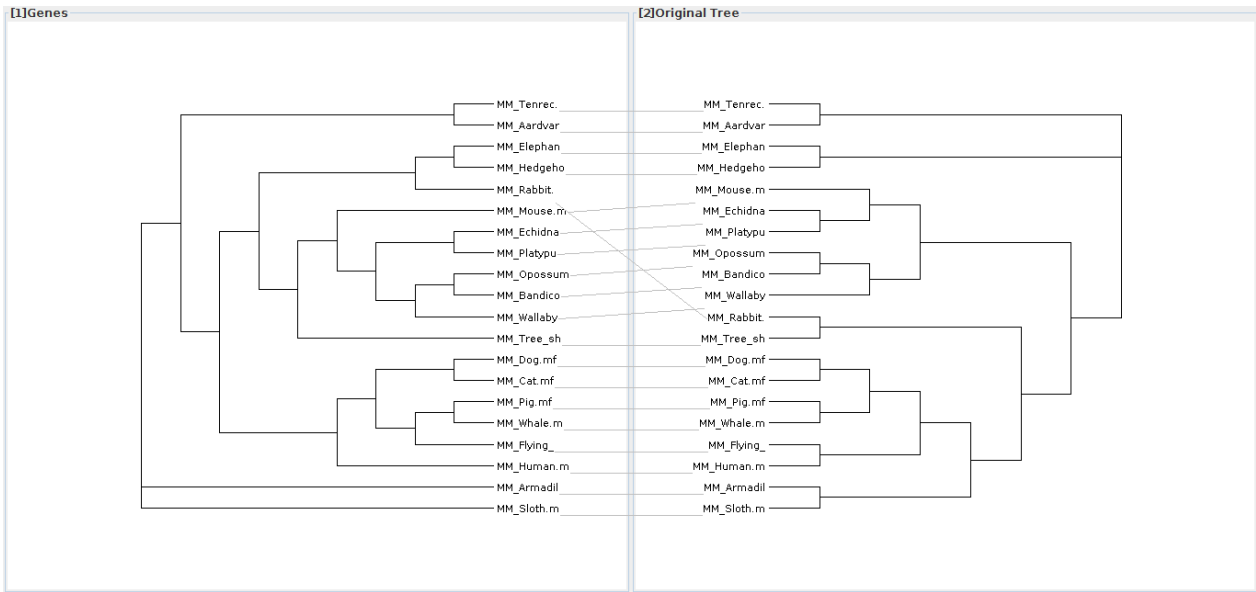 [1]Genes
MM_Tenrec.
MM_Aardvar
MM_Elephan
MM_Hedgeho
MM_Rabbit.
MM_Mouse.m
MM_Echidna
MM_Platypu
MM_Opossum
MM_Bandico
MM_Wallaby
MM_Tree_sh
MM_Dog.mf
MM_Cat.mf
MM_Pig.mf
MM_Whale.m
MM_Flying_
MM_Human.m
MM_Armadil
MM_Sloth.m
[2]Original Tree
MM_Tenrec.
MM_Aardvar
MM_Elephan
MM_Hedgeho
MM_Mouse.m
MM_Echidna
MM_Platypu
MM_Opossum
MM_Bandico
MM_Wallaby
MM_Rabbit.
MM_Tree_sh
MM_Dog.mf
MM_Cat.mf
MM_Pig.mf
MM_Whale.m
MM_Flying_
MM_Human.m
MM_Armadil
MM_Sloth.m